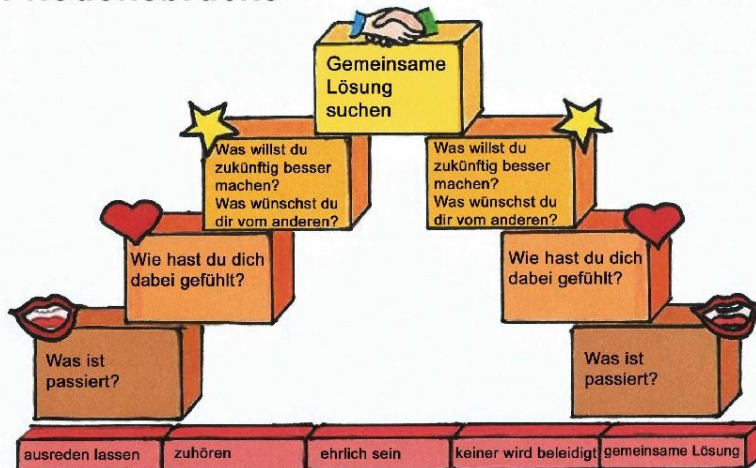 Gemeinsame
Lösung
suchen
Was willst du
zukünftig besser
machen?
Was wünschst du
dir vom anderen?
Was willst du
zukünftig besser
machen?
Was wünschst du
dir vom anderen?
Wie hast du dich
dabei gefühlt?
Wie hast du dich
dabei gefühlt?
Was ist
passiert?
Was ist
passiert?
ausreden lassen
zuhören
ehrlich sein
keiner wird beleidigt
gemeinsame Lösung